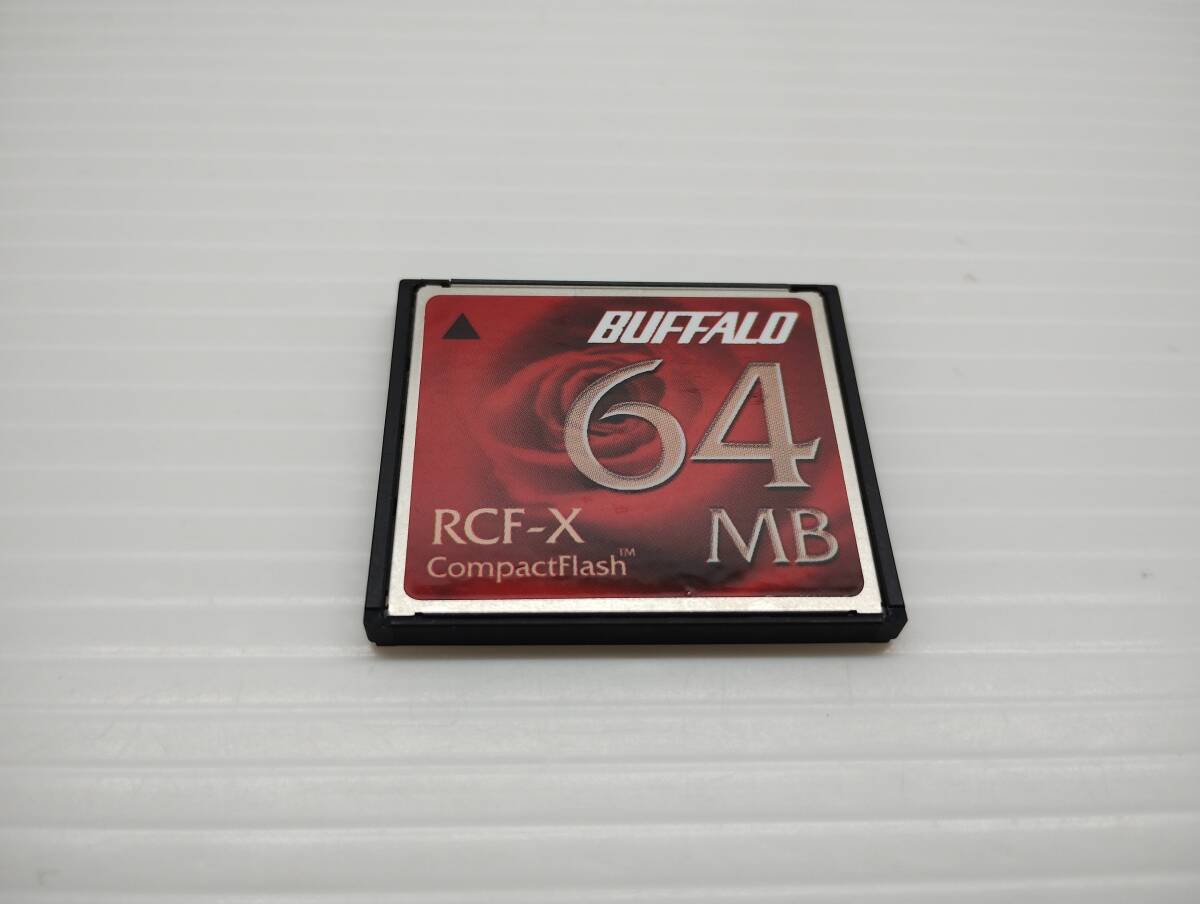 BUFFALO
64
MB
RCF-X
CompactFlash™